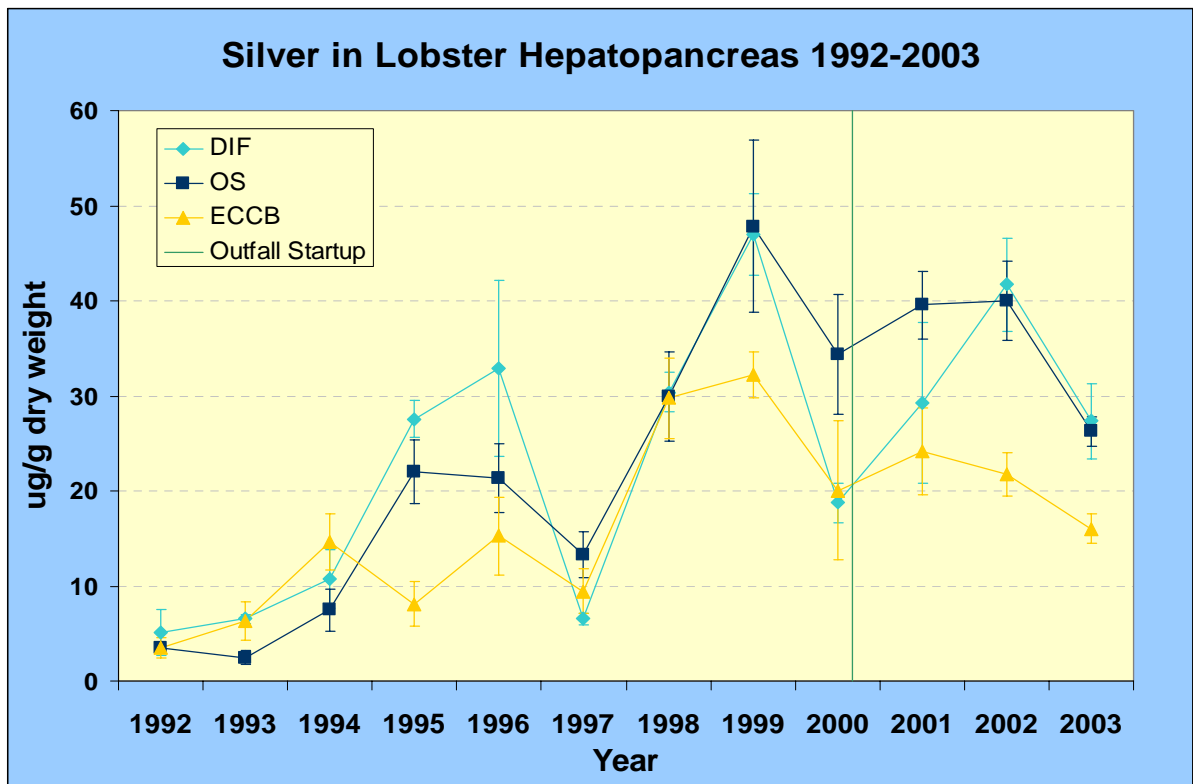 Silver in Lobster Hepatopancreas 1992-2003
60
50
40
30
20
10
0
DIF
OS
ECCB
Outfall Startup
ug/g dry weight
1992 1993 1994 1995 1996 1997 1998 1999 2000 2001 2002 2003
Year